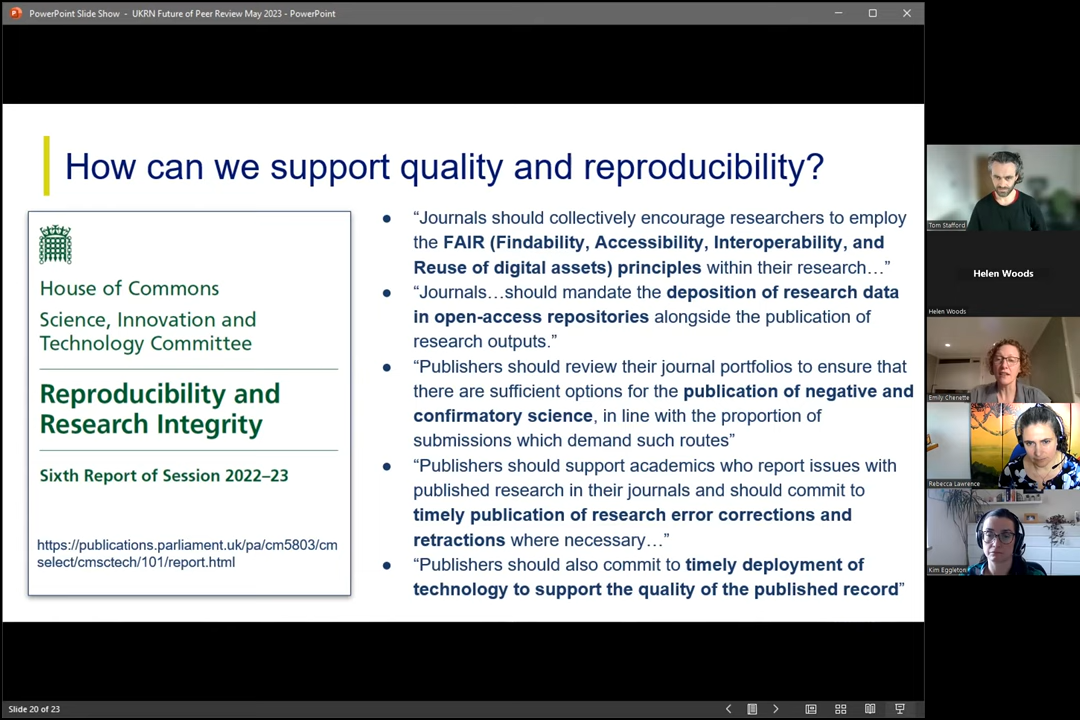 PowerPoint Slide Show - UKRN Future of Peer Review May 2023 - PowerPoint
How can we support quality and reproducibility?
House of Commons
Science, Innovation and
Technology Committee
Reproducibility and
Research Integrity
Sixth Report of Session 2022–23
https://publications.parliament.uk/pa/cm5803/cm
select/cmsctech/101/report.html
● “Journals should collectively encourage researchers to employ
the FAIR (Findability, Accessibility, Interoperability, and
Reuse of digital assets) principles within their research…”
● “Journals…should mandate the deposition of research data
in open-access repositories alongside the publication of
research outputs.”
● “Publishers should review their journal portfolios to ensure that
there are sufficient options for the publication of negative and
confirmatory science, in line with the proportion of
submissions which demand such routes”
● “Publishers should support academics who report issues with
published research in their journals and should commit to
timely publication of research error corrections and
retractions where necessary…”
● “Publishers should also commit to timely deployment of
technology to support the quality of the published record”
Tom Stafford
Helen Woods
Helen Woods
Emily Chenette
Rebecca Lawrence
Kim Eggleton
Slide 20 of 23